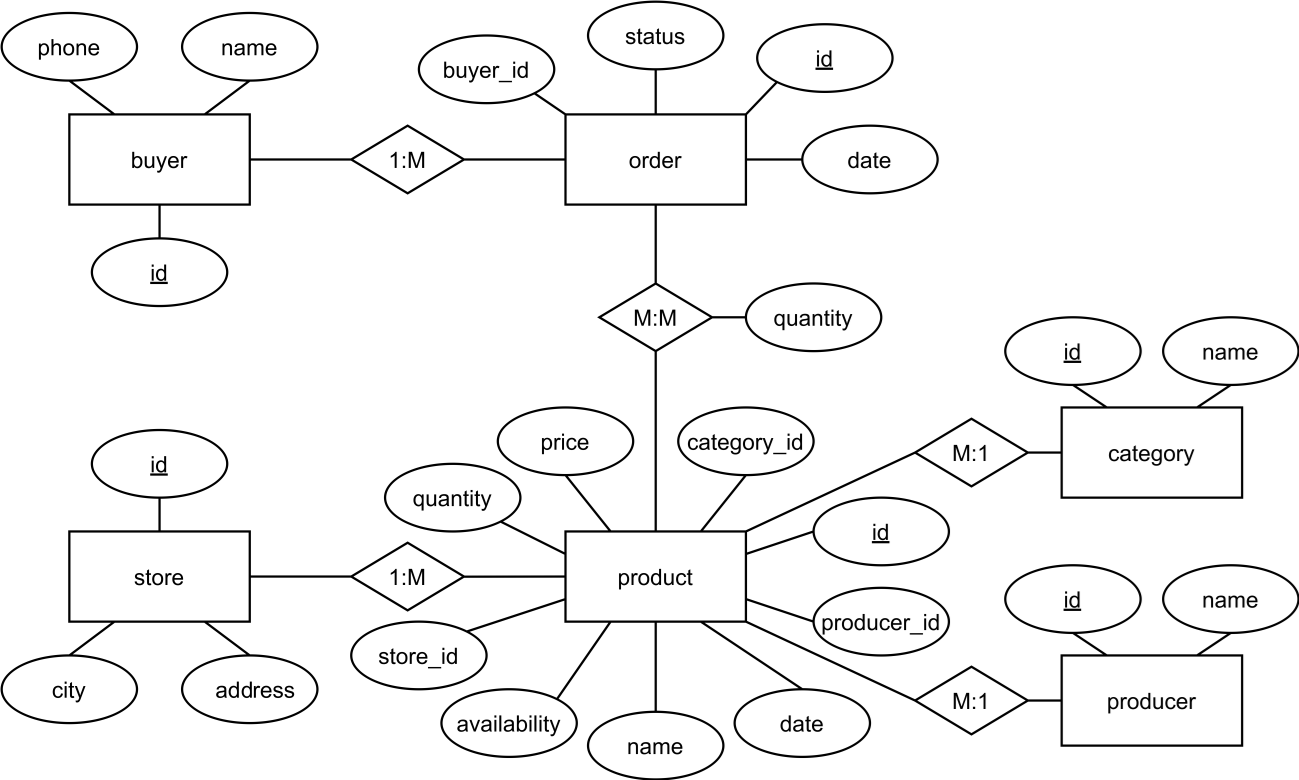 status
phone
name
id
buyer_id
buyer
1:M
order
date
id
M:M
quantity
id
name
price
category_id
category
M:1
id
quantity
id
store
1:M
product
id
name
producer_id
store_id
city
address
producer
M:1
availability
date
name